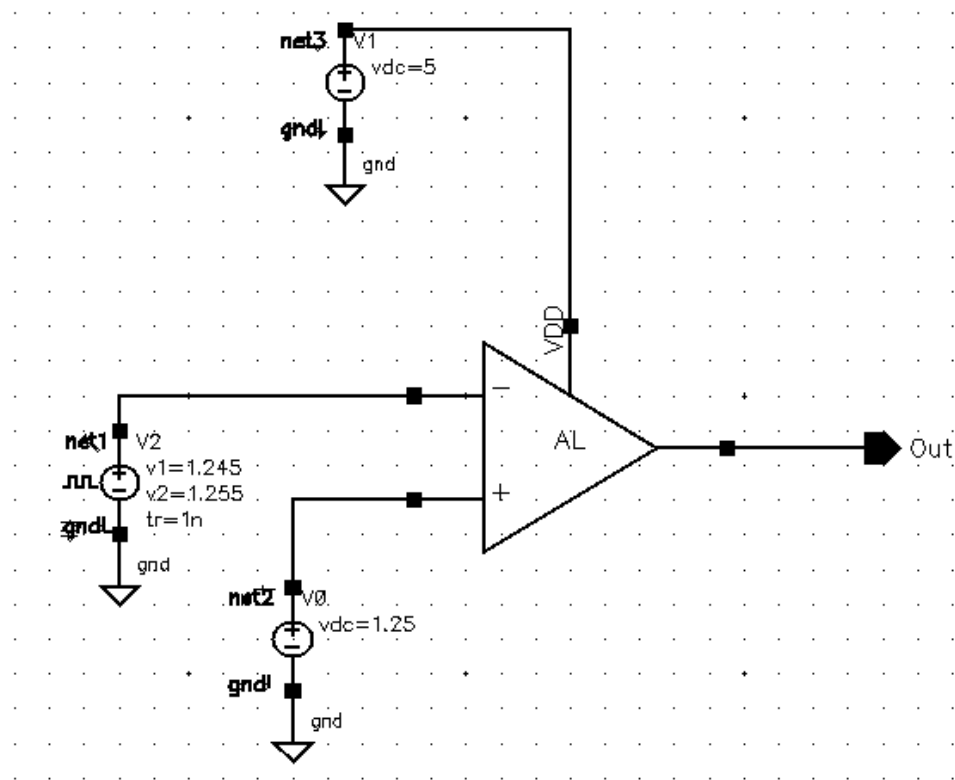 net3 V1
vdc=5
gnd!
gnd
VDD
−
AL
Out
net1 V2
v1=1.245
v2=1.255
tr=1n
+
gnd!
gnd
net2 V0
vdc=1.25
gnd!
gnd